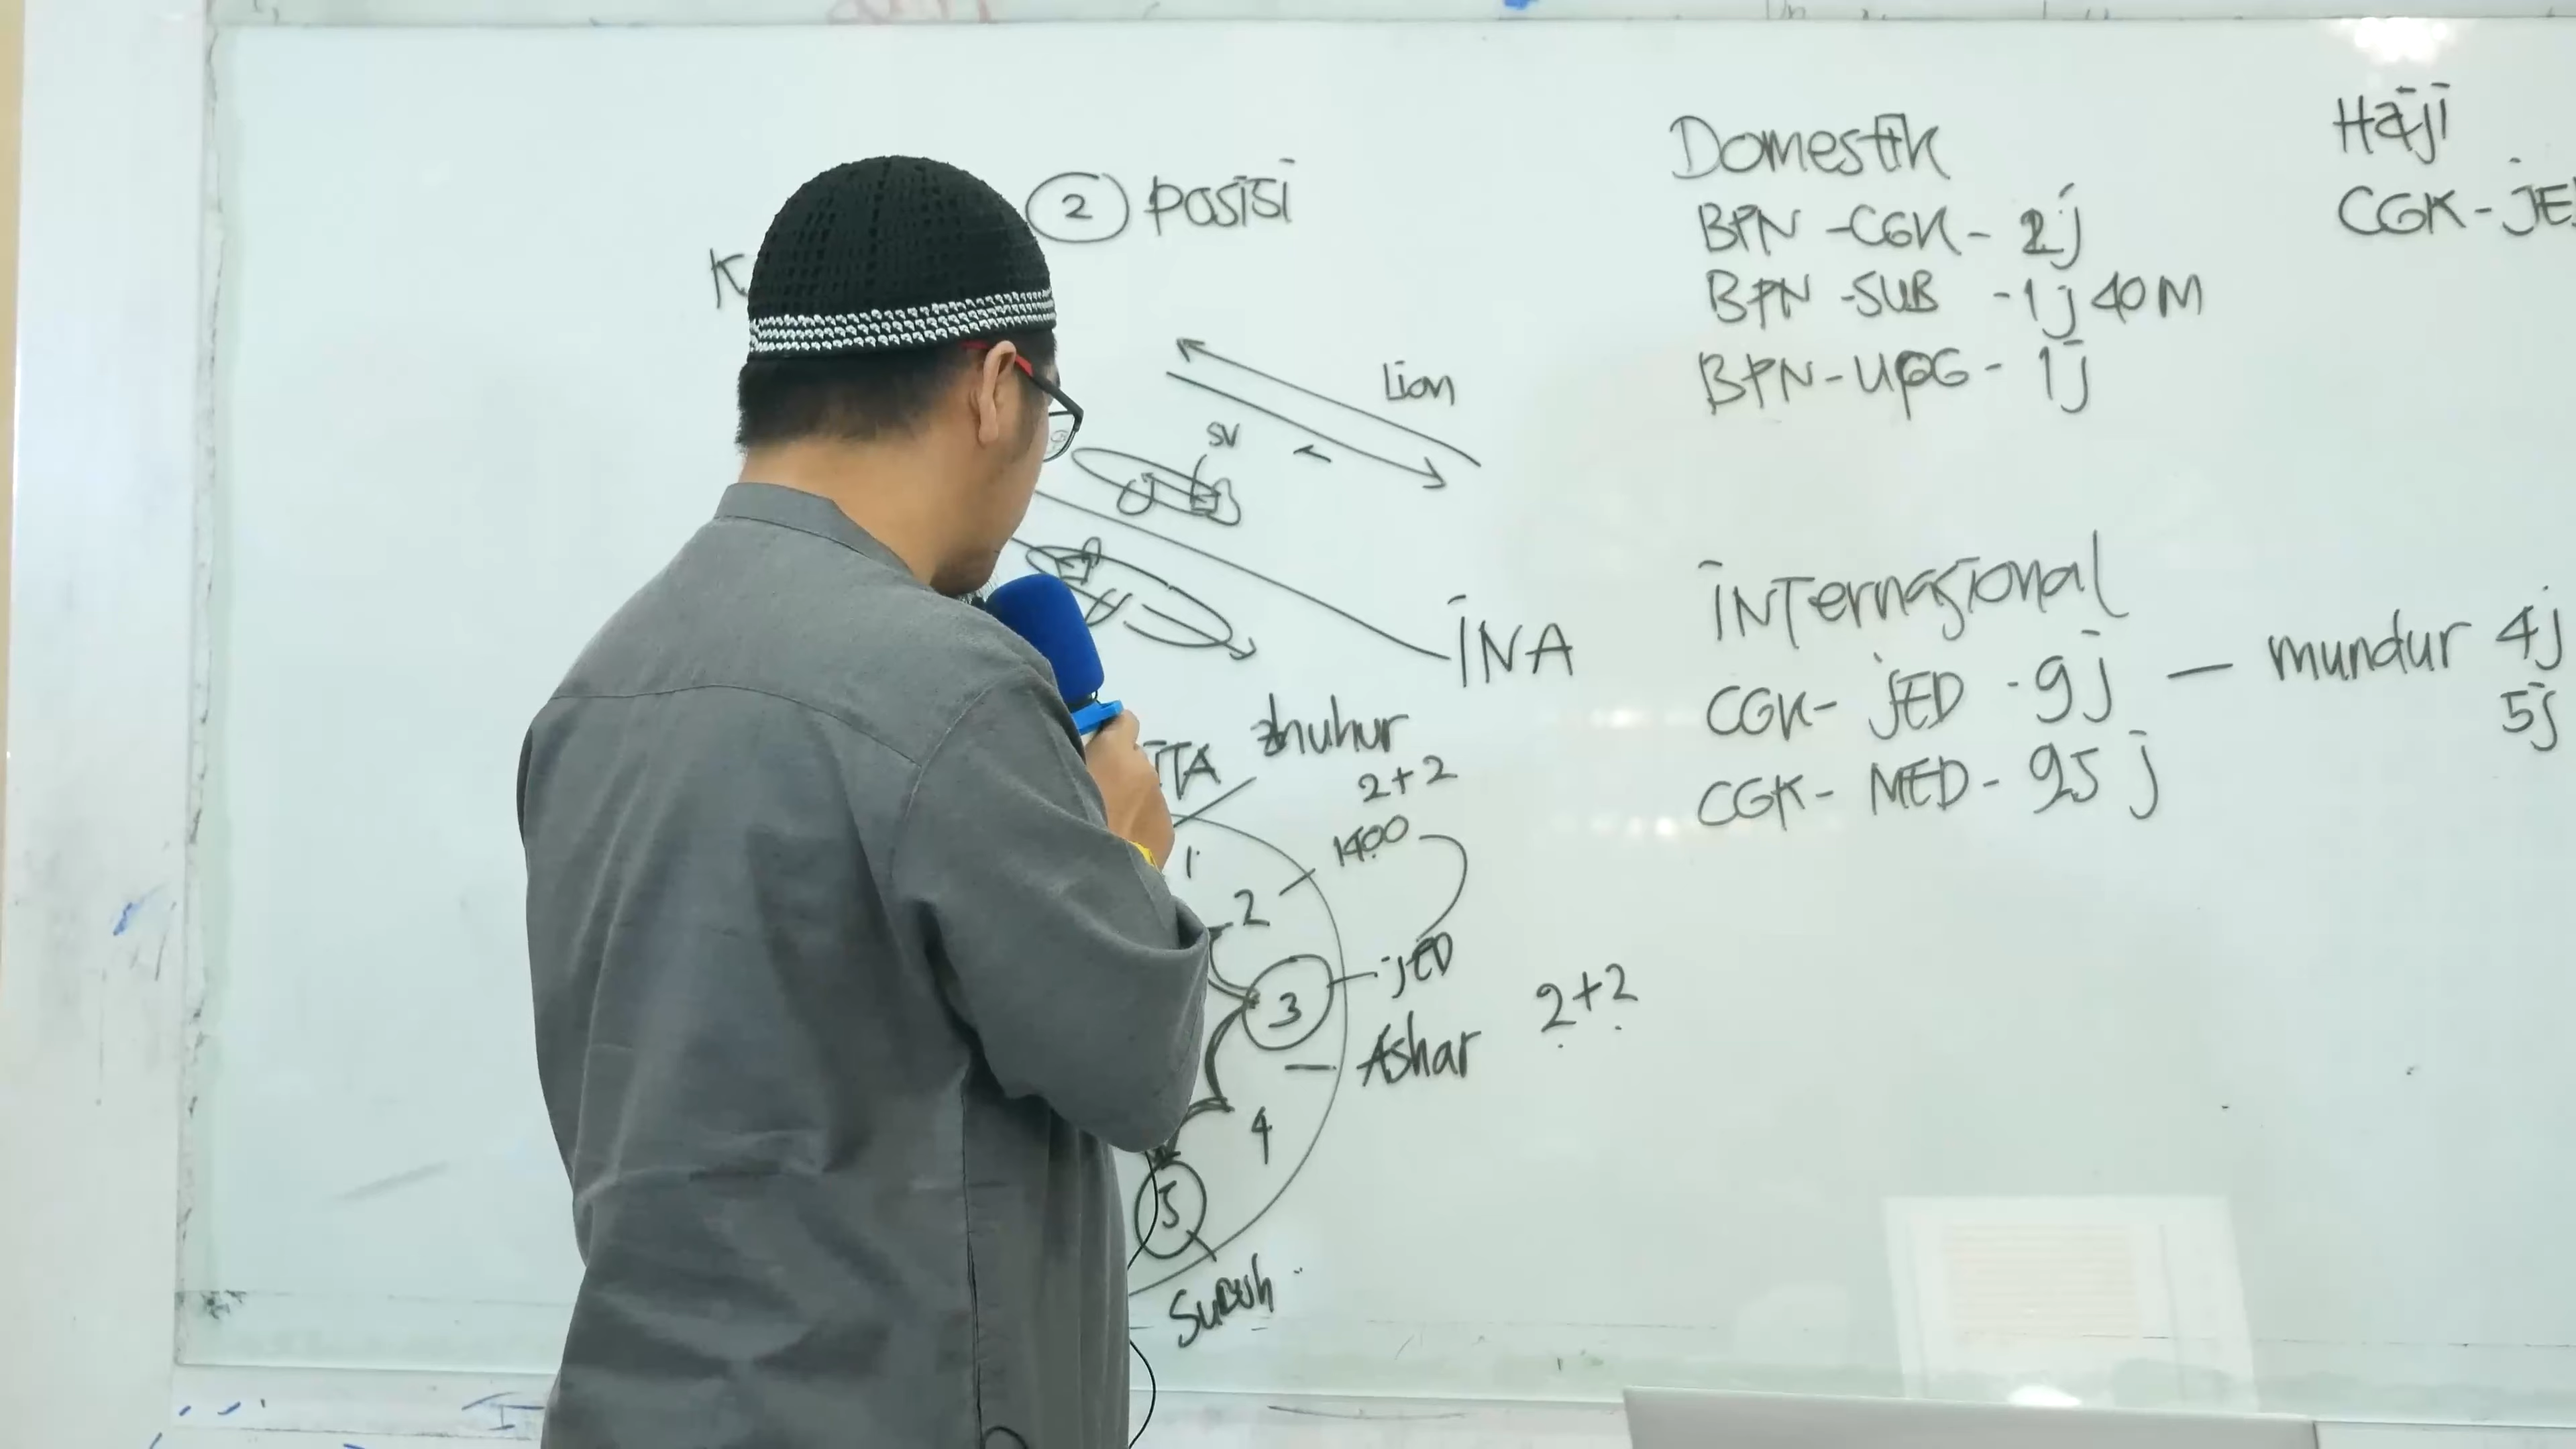 2 posisi
K
Lion
SV
INA
zhuhur
2+2
1400
1
2
JED
3
Ashar 2+2
4
5
SUBUH
Domestik
BPN - CGK - 2j
BPN - SUB - 1j 40M
BPN - UPG - 1j
INTernasional
CGK - JED - 9j — mundur 4j
5j
CGK - MED - 95 j
Haji
CGK - JE